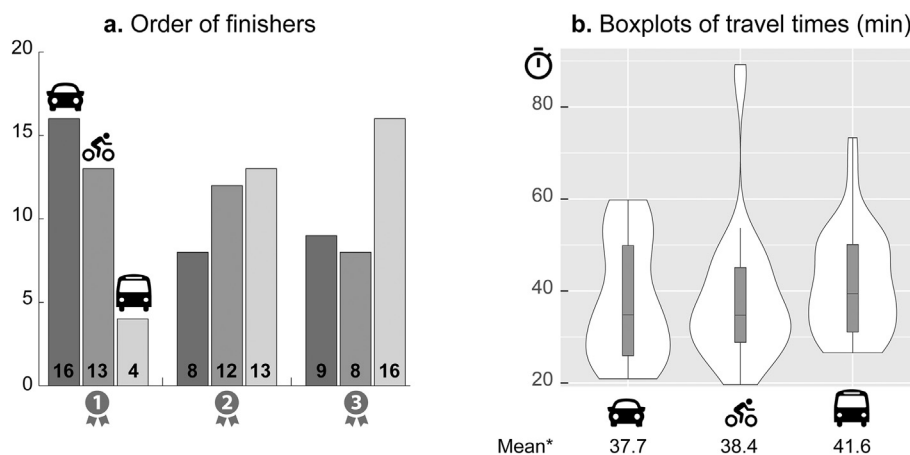 a. Order of finishers
20
15
10
5
0
16 13 4 8 12 13 9 8 16
1 2 3
b. Boxplots of travel times (min)
80
60
40
20
Mean* 37.7 38.4 41.6